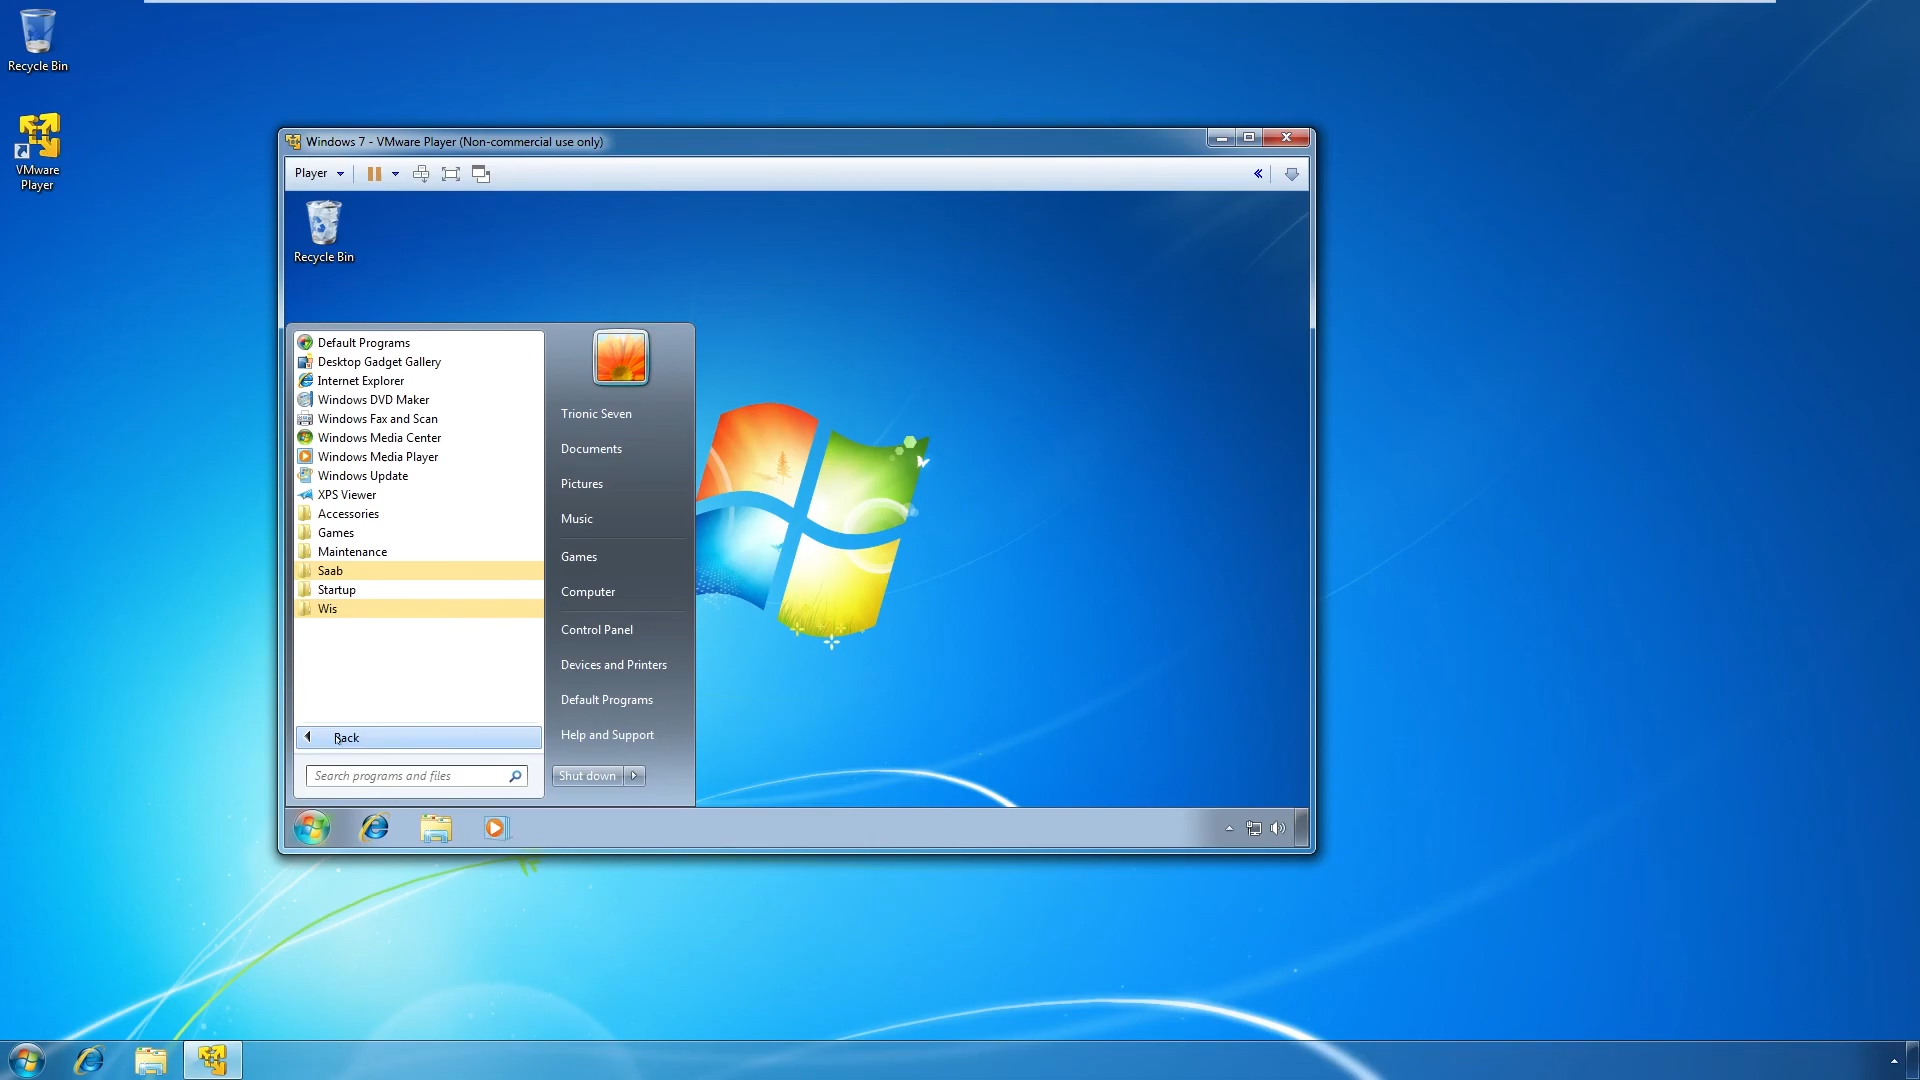 Recycle Bin
VMware
Player
Windows 7 - VMware Player (Non-commercial use only)
Player
Recycle Bin
Default Programs
Desktop Gadget Gallery
Internet Explorer
Windows DVD Maker
Windows Fax and Scan
Windows Media Center
Windows Media Player
Windows Update
XPS Viewer
Accessories
Games
Maintenance
Saab
Startup
Wis
Back
Search programs and files
Trionic Seven
Documents
Pictures
Music
Games
Computer
Control Panel
Devices and Printers
Default Programs
Help and Support
Shut down